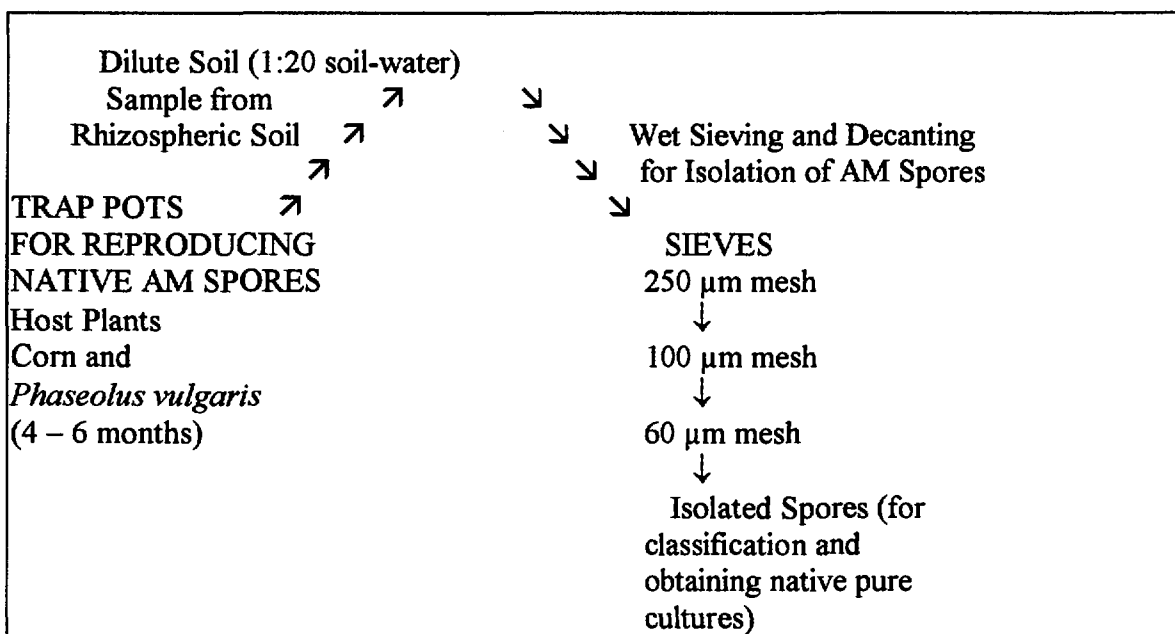 Dilute Soil (1:20 soil-water)
Sample from
Rhizospheric Soil
Wet Sieving and Decanting
for Isolation of AM Spores
TRAP POTS
FOR REPRODUCING
NATIVE AM SPORES
Host Plants
Corn and
Phaseolus vulgaris
(4 – 6 months)
SIEVES
250 µm mesh
↓
100 µm mesh
↓
60 µm mesh
↓
Isolated Spores (for
classification and
obtaining native pure
cultures)